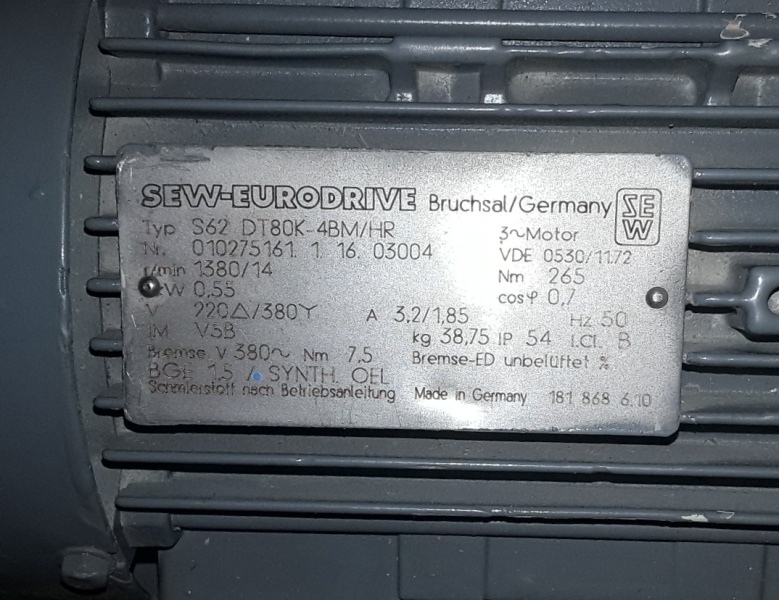 SEW-EURODRIVE Bruchsal/Germany SEW
Typ S62 DT80K-4BM/HR 3~Motor
Nr. 010275161. 1. 16. 03004 VDE 0530/11.72
r/min 1380/14 Nm 265
kW 0,55 cosφ 0,7
V 220△/380Y A 3,2/1,85 Hz 50
IM V5B kg 38,75 IP 54 I.Cl. B
Bremse V 380~ Nm 7,5 Bremse-ED unbelüftet %
BGE 1,5 / SYNTH. OEL
Schmierstoff nach Betriebsanleitung Made in Germany 181 868 6.10